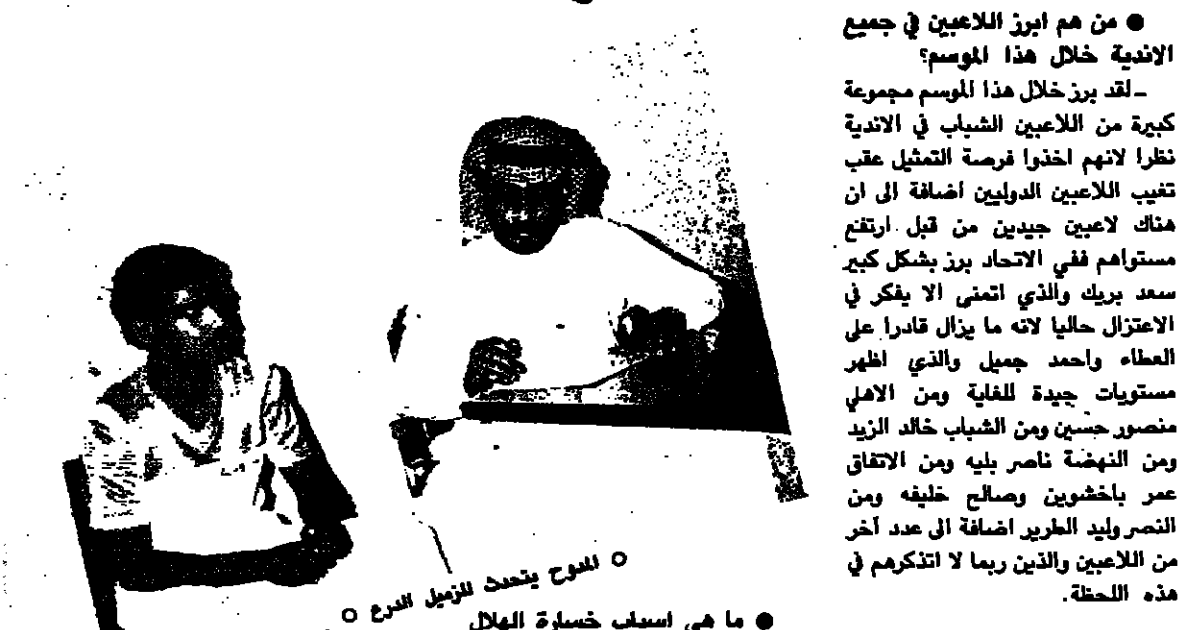 ● من هم ابرز اللاعبين في جميع
الاندية خلال هذا الموسم؟
ـ لقد برز خلال هذا الموسم مجموعة
كبيرة من اللاعبين الشباب في الاندية
نظرا لانهم اخذوا فرصة التمثيل عقب
تغيب اللاعبين الدوليين اضافة الى ان
هناك لاعبين جيدين من قبل ارتفع
مستواهم ففي الاتحاد برز بشكل كبير
سعد بريك والذي اتمنى الا يفكر في
الاعتزال حاليا لانه ما يزال قادرا على
العطاء واحمد جميل والذي اظهر
مستويات جيدة للغاية ومن الاهلي
منصور حسين ومن الشباب خالد الزيد
ومن النهضة ناصر بليه ومن الاتفاق
عمر باخشوين وصالح خليفه ومن
النصر وليد الطرير اضافة الى عدد آخر
من اللاعبين والذين ربما لا اتذكرهم في
هذه اللحظة.
○ المدوح يتحدث للزميل الدرع ○
● ما هي اسباب خسارة الهلال